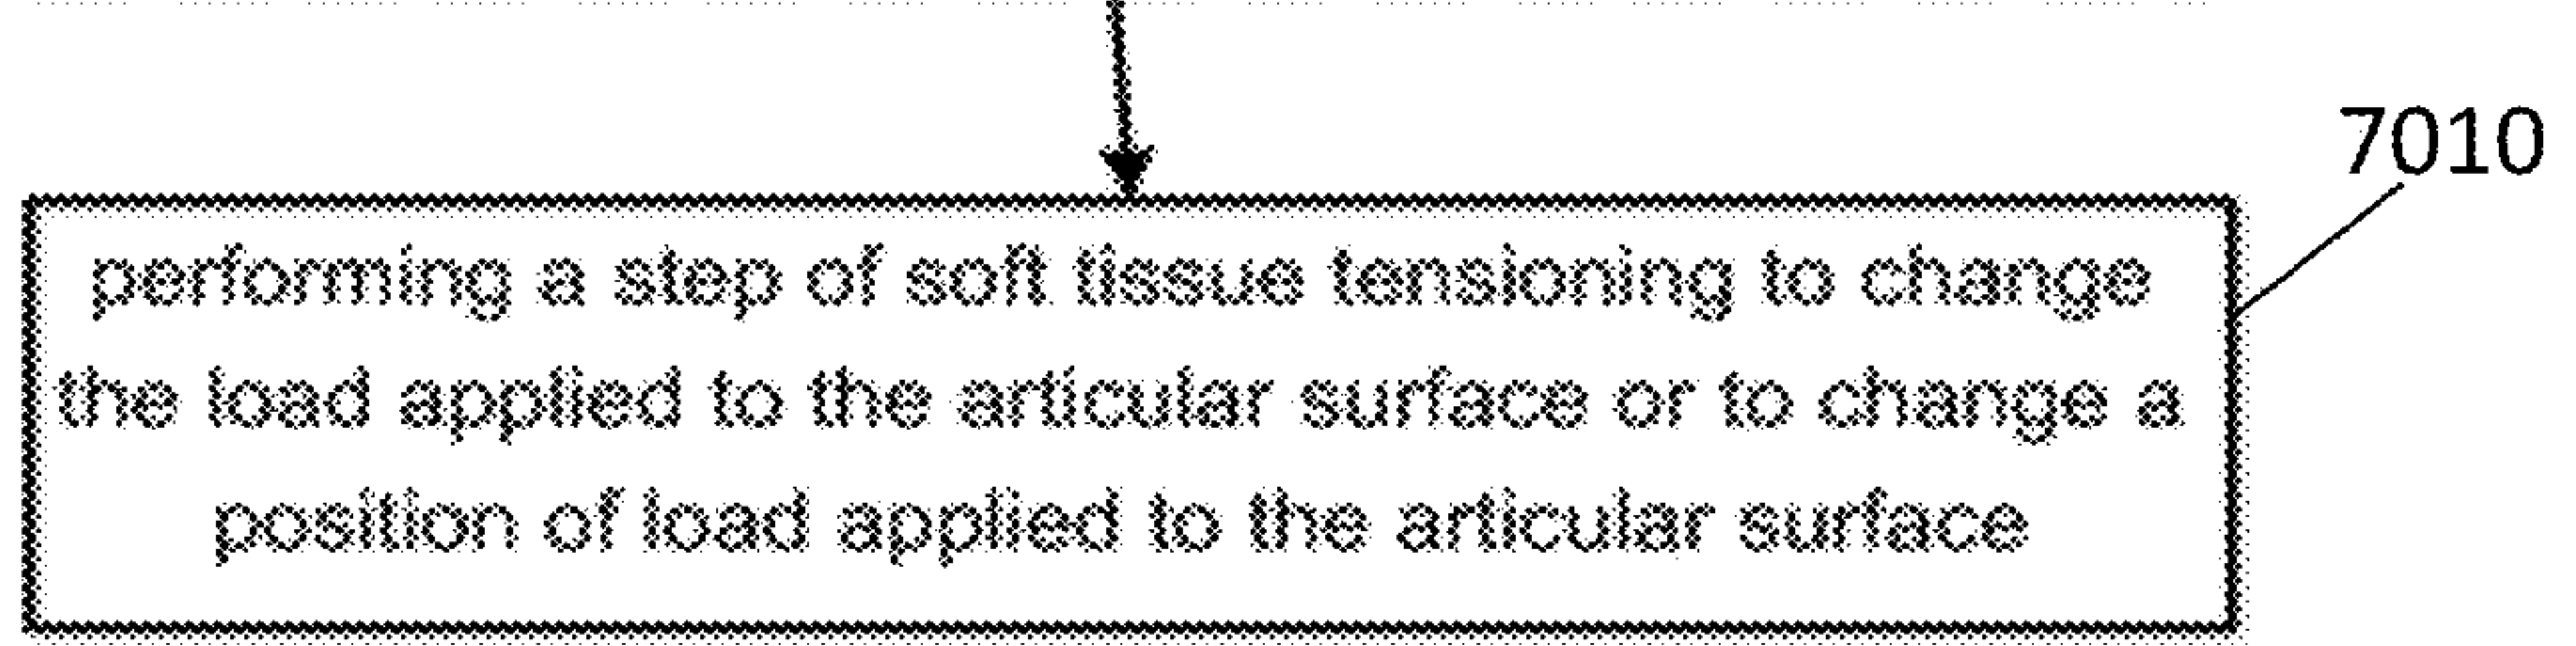 7010
performing a step of soft tissue tensioning to change
the load applied to the articular surface or to change a
position of load applied to the articular surface